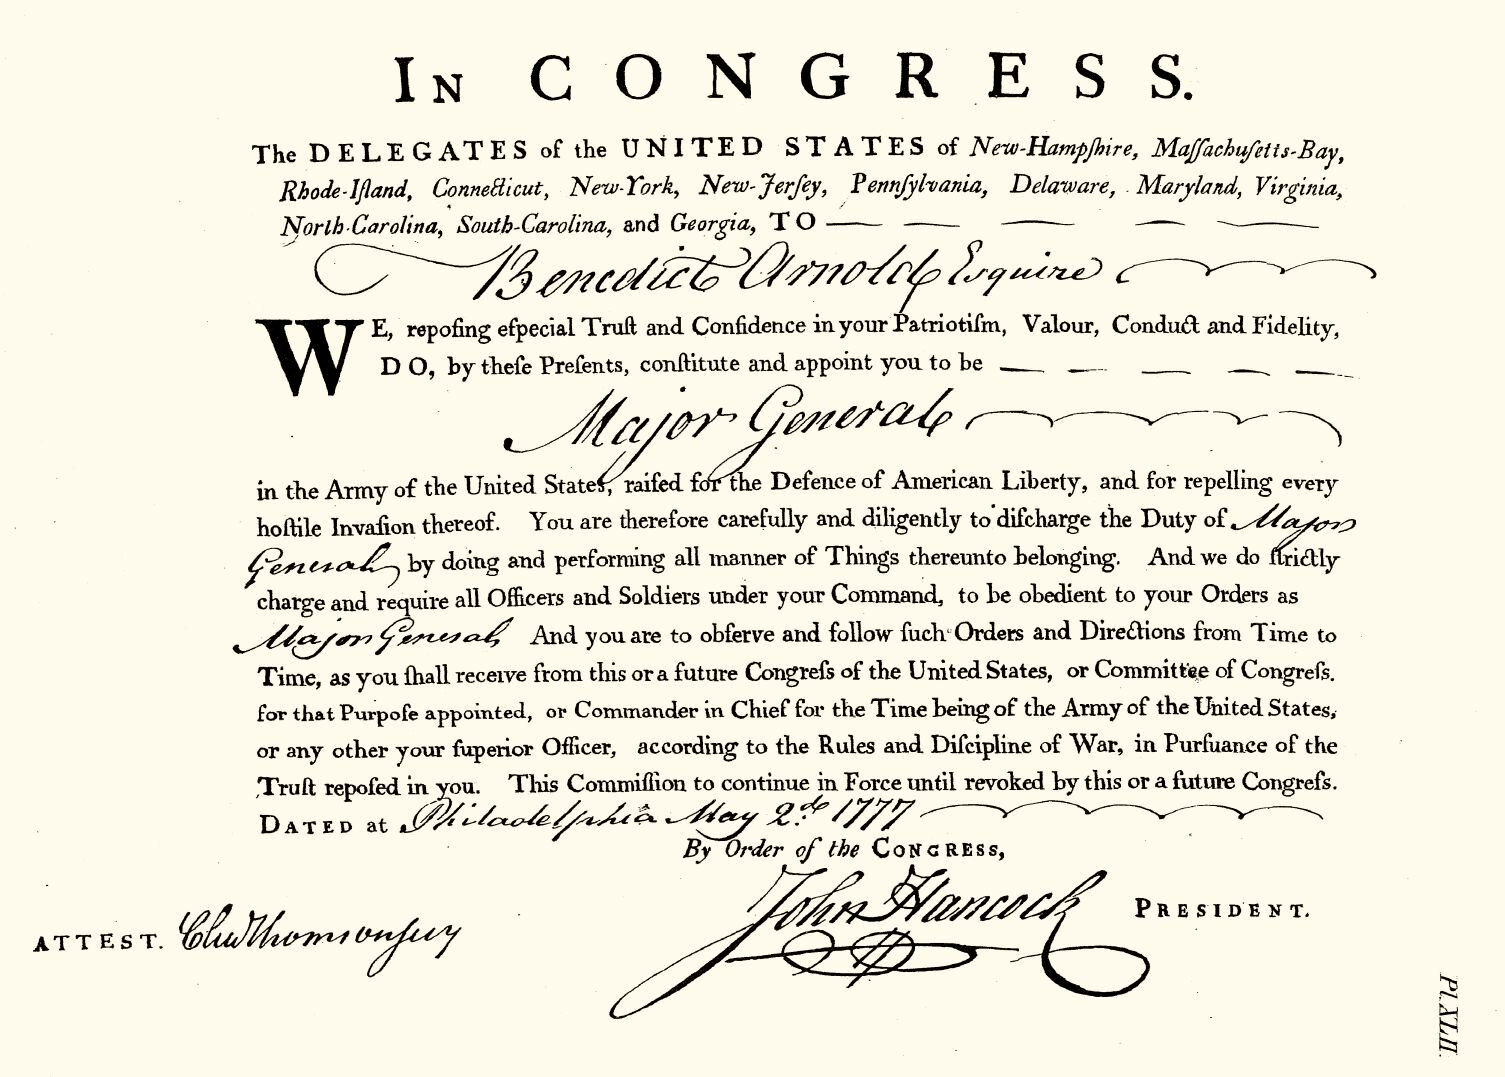 IN CONGRESS.
The DELEGATES of the UNITED STATES of New-Hampſhire, Maſſachuſetts-Bay,
Rhode-Iſland, Connecticut, New-York, New-Jerſey, Pennſylvania, Delaware, Maryland, Virginia,
North-Carolina, South-Carolina, and Georgia, TO
Benedict Arnold Esquire
WE, repoſing eſpecial Truſt and Confidence in your Patriotiſm, Valour, Conduct and Fidelity,
DO, by theſe Preſents, conſtitute and appoint you to be
Major General
in the Army of the United States, raiſed for the Defence of American Liberty, and for repelling every
hoſtile Invaſion thereof. You are therefore carefully and diligently to diſcharge the Duty of Major
General by doing and performing all manner of Things thereunto belonging. And we do ſtrictly
charge and require all Officers and Soldiers under your Command, to be obedient to your Orders as
Major General And you are to obſerve and follow ſuch Orders and Directions from Time to
Time, as you ſhall receive from this or a future Congreſs of the United States, or Committee of Congreſs.
for that Purpoſe appointed, or Commander in Chief for the Time being of the Army of the United States,
or any other your ſuperior Officer, according to the Rules and Diſcipline of War, in Purſuance of the
Truſt repoſed in you. This Commiſſion to continue in Force until revoked by this or a future Congreſs.
DATED at Philadelphia May 2.d 1777
By Order of the CONGRESS,
John Hancock PRESIDENT.
ATTEST. Chas Thomson secy
Pl.XLII.